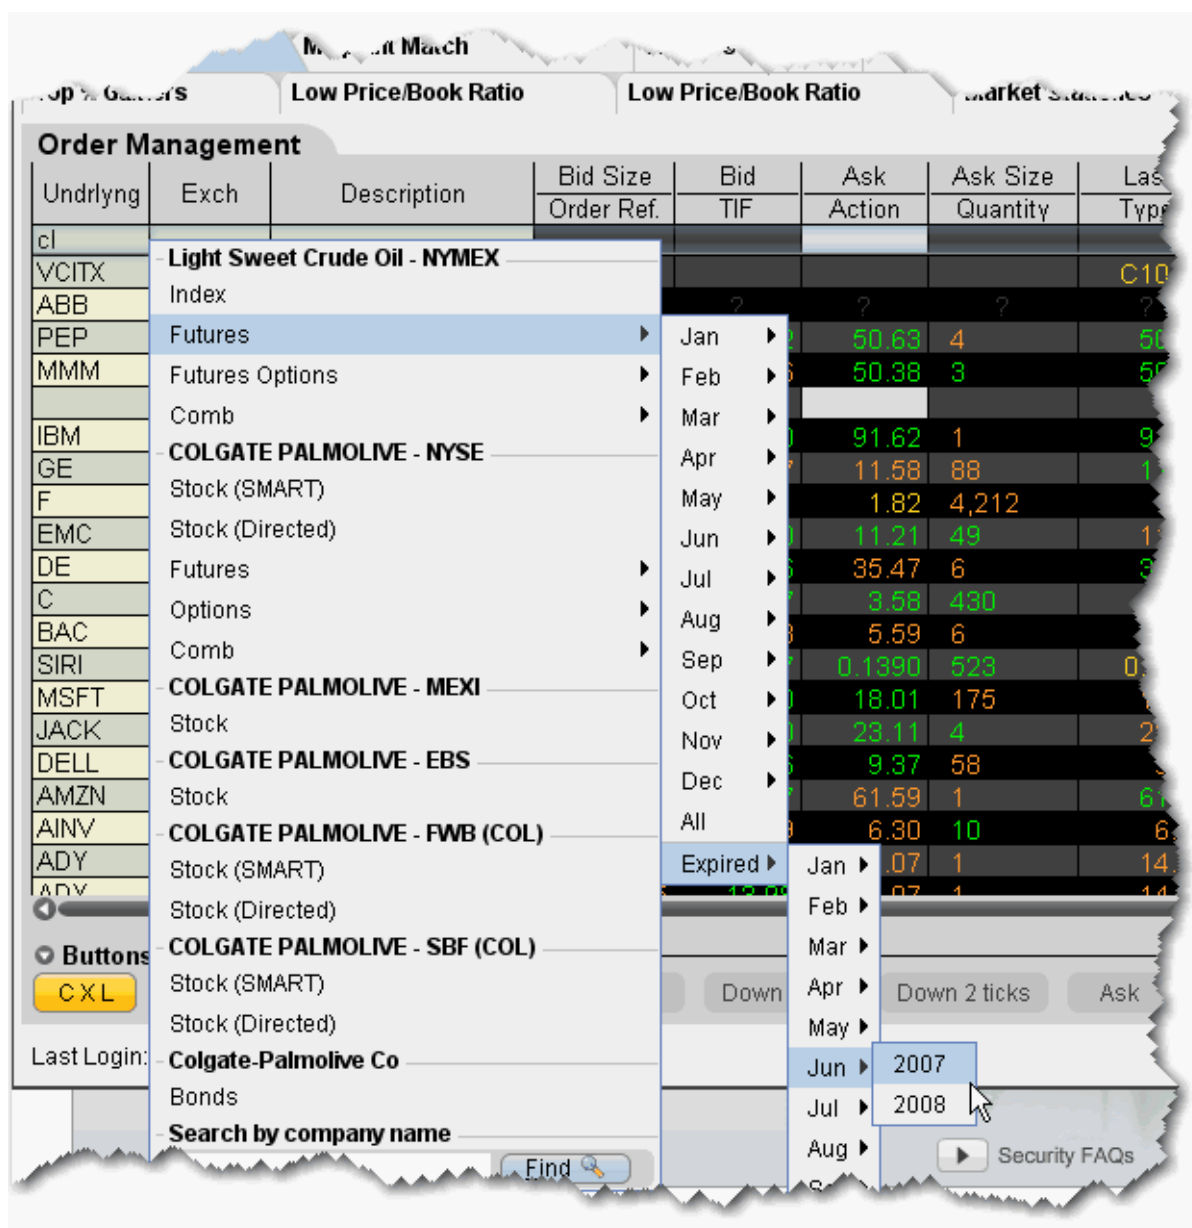 Match
Low Price/Book Ratio Low Price/Book Ratio
Order Management
Undrlyng Exch Description Bid Size Bid Ask Ask Size
Order Ref. TIF Action Quantity
cl
Light Sweet Crude Oil - NYMEX
VCITX
Index
ABB ? ? ? ?
PEP Futures Jan 50.63 4
MMM Futures Options Feb 50.38 3
Comb Mar
IBM 91.62 1
COLGATE PALMOLIVE - NYSE Apr
GE 11.58 88
Stock (SMART) May
F 1.82 4,212
EMC Stock (Directed) Jun 11.21 49
DE Futures Jul 35.47 6
C Options Aug 3.58 430
BAC Comb 5.59 6
SIRI Sep 0.1390 523
COLGATE PALMOLIVE - MEXI
MSFT Oct 18.01 175
JACK Stock Nov 23.11 4
DELL COLGATE PALMOLIVE - EBS 9.37 58
AMZN Stock Dec 61.59 1
AINV COLGATE PALMOLIVE - FWB (COL) All 6.30 10
ADY Stock (SMART) Expired Jan .07 1
Stock (Directed) Feb
Buttons COLGATE PALMOLIVE - SBF (COL) Mar
CXL Stock (SMART) Down Apr Down 2 ticks Ask
Stock (Directed) May
Last Login: Colgate-Palmolive Co Jun 2007
Bonds Jul 2008
Search by company name Aug Security FAQs
Find